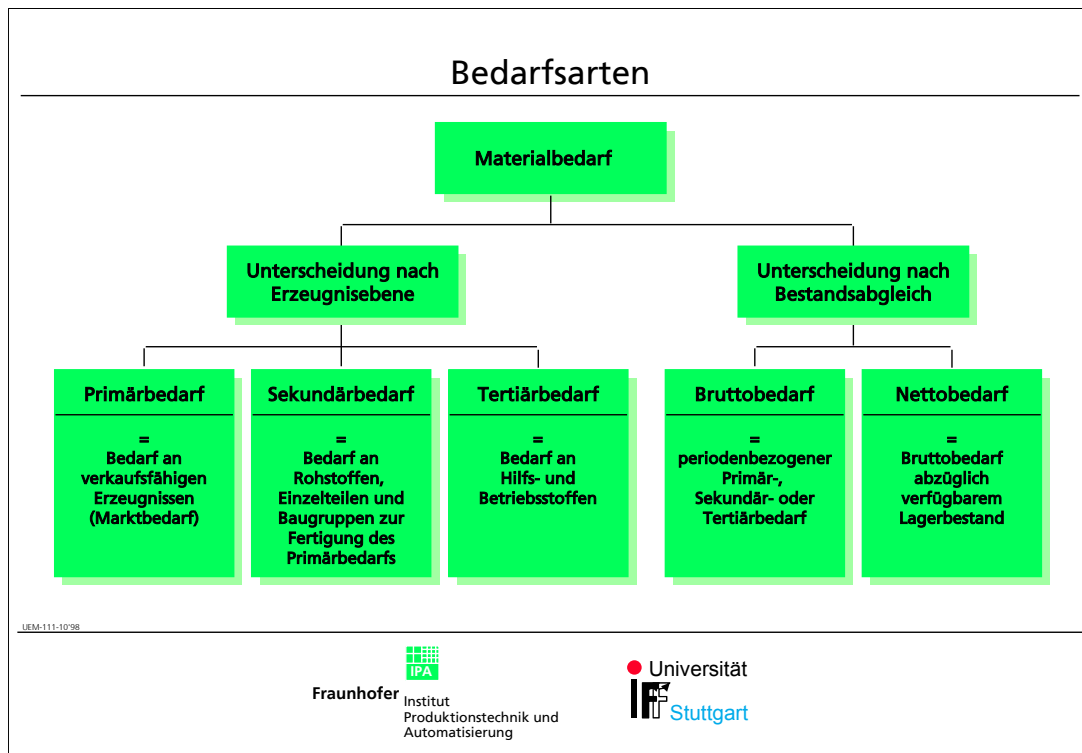 Bedarfsarten
Materialbedarf
Unterscheidung nach
Erzeugnisebene
Unterscheidung nach
Bestandsabgleich
Primärbedarf
=
Bedarf an
verkaufsfähigen
Erzeugnissen
(Marktbedarf)
Sekundärbedarf
=
Bedarf an
Rohstoffen,
Einzelteilen und
Baugruppen zur
Fertigung des
Primärbedarfs
Tertiärbedarf
=
Bedarf an
Hilfs- und
Betriebsstoffen
Bruttobedarf
=
periodenbezogener
Primär-,
Sekundär- oder
Tertiärbedarf
Nettobedarf
=
Bruttobedarf
abzüglich
verfügbarem
Lagerbestand
UEM-111-10'98
IPA
Fraunhofer Institut
Produktionstechnik und
Automatisierung
Universität
IFF
Stuttgart